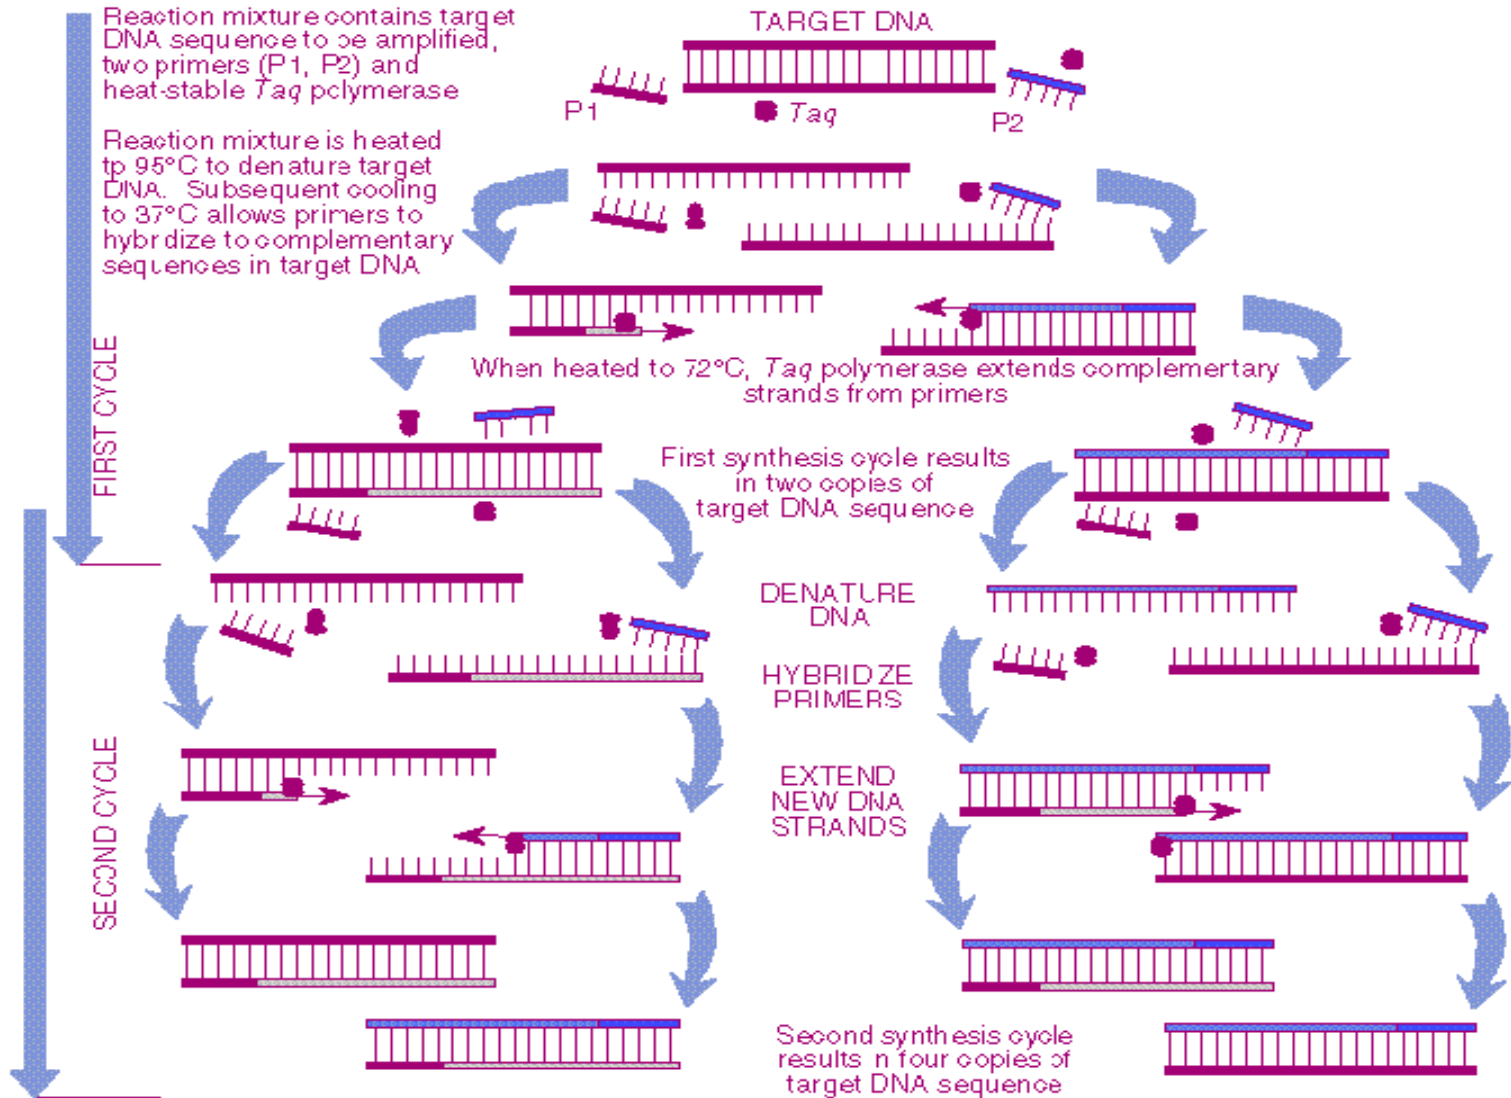 Reaction mixture contains target
DNA sequence to be amplified,
two primers (P1, P2) and
heat-stable Taq polymerase
TARGET DNA
P1
Taq
P2
Reaction mixture is heated
tp 95°C to denature target
DNA. Subsequent cooling
to 37°C allows primers to
hybridize to complementary
sequences in target DNA
FIRST CYCLE
When heated to 72°C, Taq polymerase extends complementary
strands from primers
First synthesis cycle results
in two copies of
target DNA sequence
DENATURE
DNA
HYBRIDIZE
PRIMERS
SECOND CYCLE
EXTEND
NEW DNA
STRANDS
Second synthesis cycle
results in four copies of
target DNA sequence